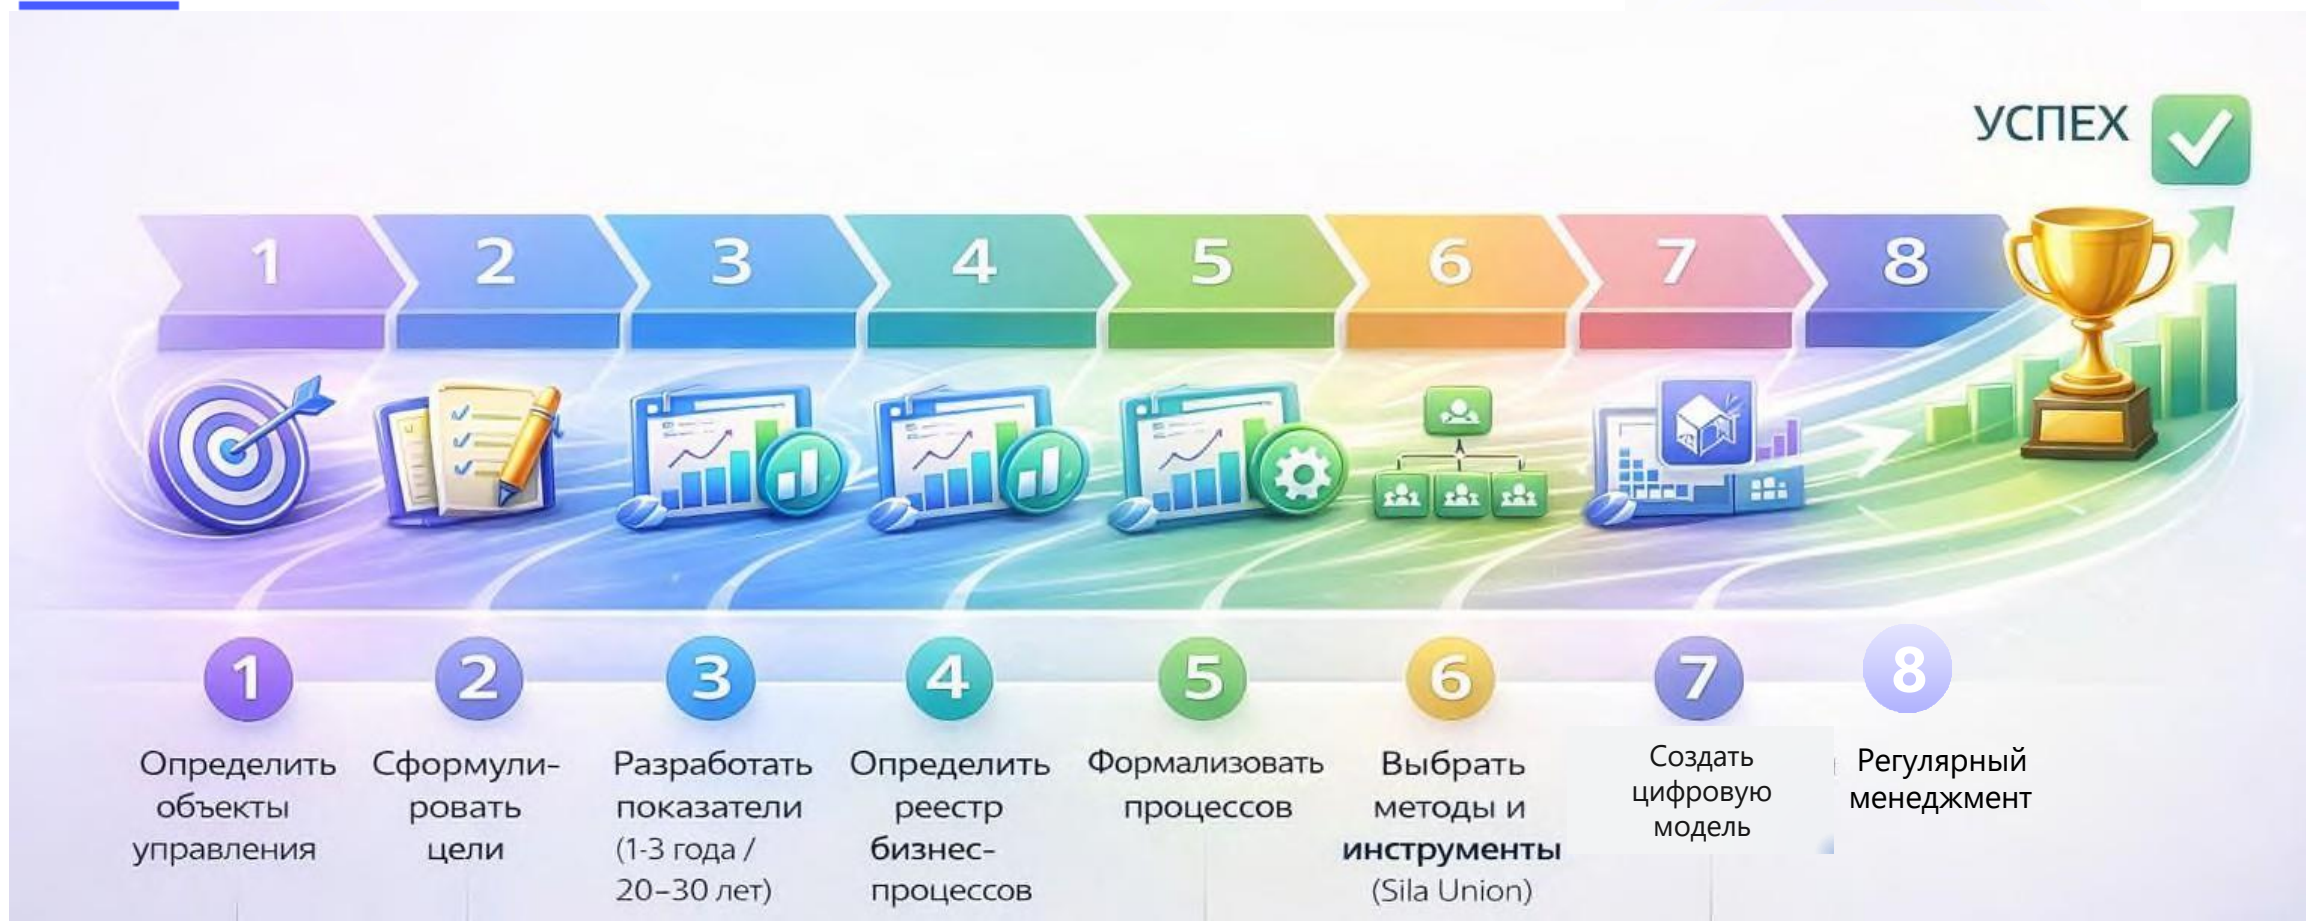 УСПЕХ
1 2 3 4 5 6 7 8
1
Определить
объекты
управления
2
Сформули-
ровать
цели
3
Разработать
показатели
(1-3 года /
20–30 лет)
4
Определить
реестр
бизнес-
процессов
5
Формализовать
процессов
6
Выбрать
методы и
инструменты
(Sila Union)
7
Создать
цифровую
модель
8
Регулярный
менеджмент